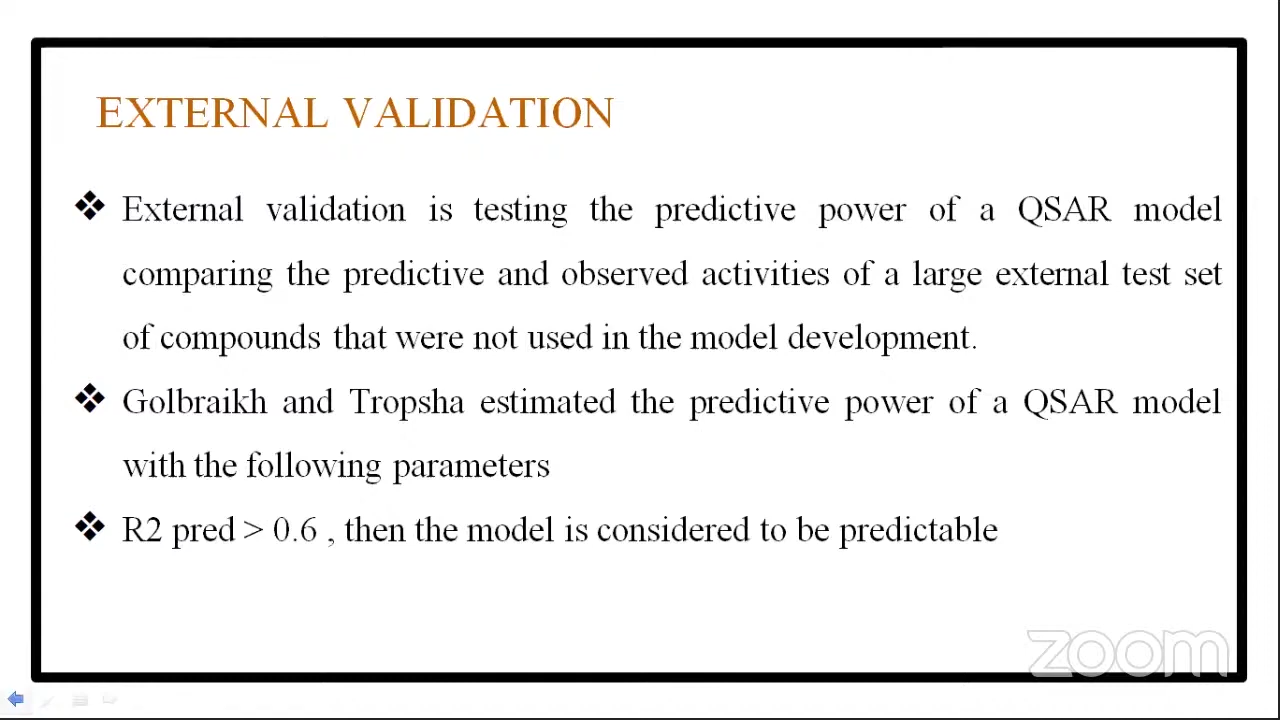 EXTERNAL VALIDATION
❖ External validation is testing the predictive power of a QSAR model
comparing the predictive and observed activities of a large external test set
of compounds that were not used in the model development.
❖ Golbraikh and Tropsha estimated the predictive power of a QSAR model
with the following parameters
❖ R2 pred > 0.6 , then the model is considered to be predictable
zoom